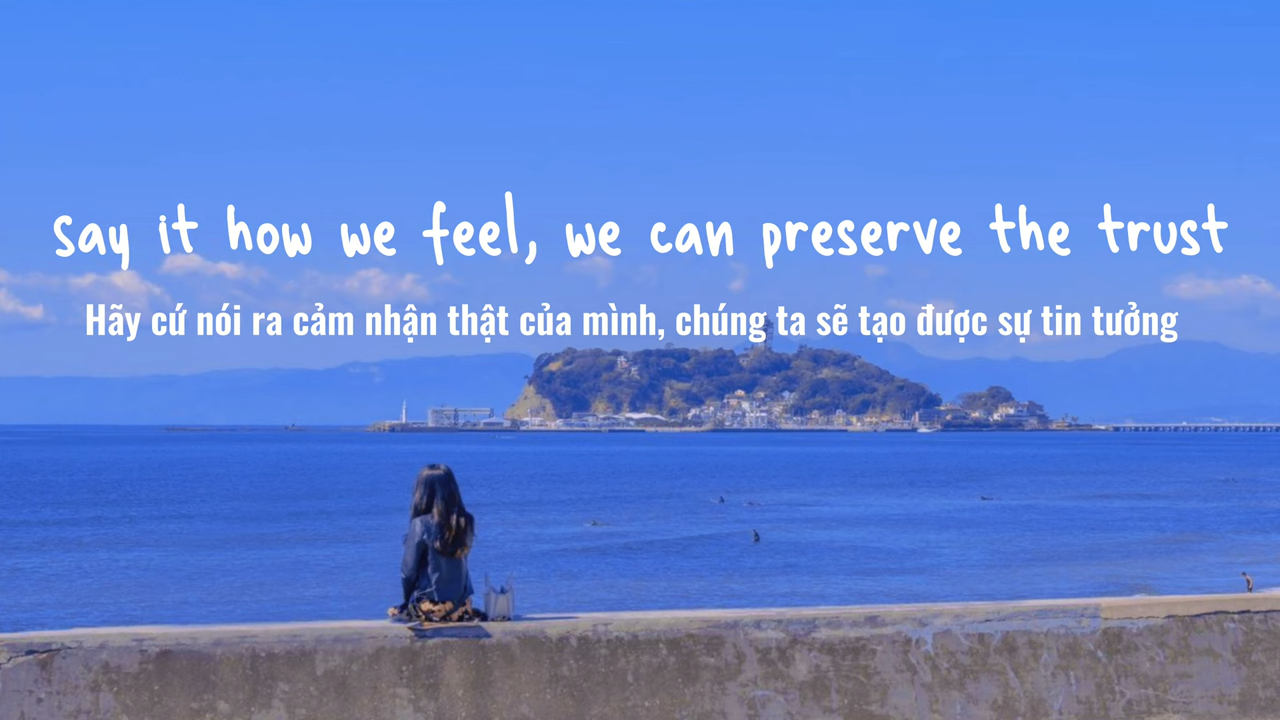 Say it how we feel, we can preserve the trust
Hãy cứ nói ra cảm nhận thật của mình, chúng ta sẽ tạo được sự tin tưởng